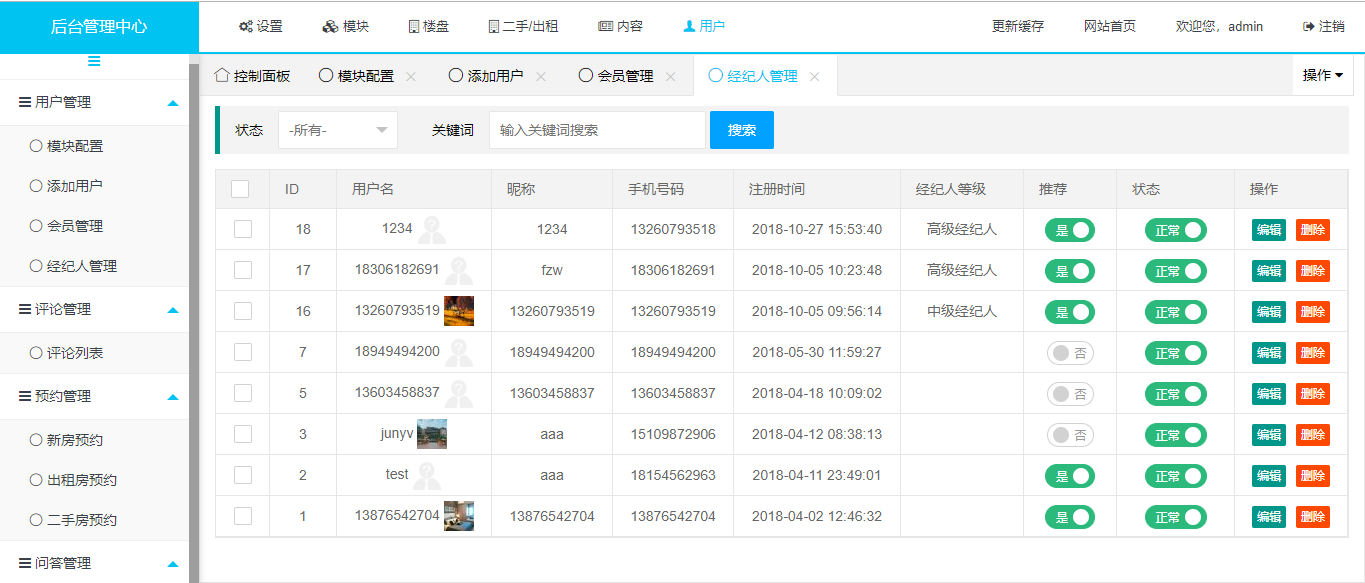 后台管理中心 设置 模块 楼盘 二手/出租 内容 用户 更新缓存 网站首页 欢迎您，admin 注销
控制面板 模块配置 添加用户 会员管理 经纪人管理 操作
用户管理
模块配置
添加用户
会员管理
经纪人管理
评论管理
评论列表
预约管理
新房预约
出租房预约
二手房预约
问答管理
状态 -所有- 关键词 输入关键词搜索 搜索
ID 用户名 昵称 手机号码 注册时间 经纪人等级 推荐 状态 操作
18 1234 1234 13260793518 2018-10-27 15:53:40 高级经纪人 是 正常 编辑 删除
17 18306182691 fzw 18306182691 2018-10-05 10:23:48 高级经纪人 是 正常 编辑 删除
16 13260793519 13260793519 13260793519 2018-10-05 09:56:14 中级经纪人 是 正常 编辑 删除
7 18949494200 18949494200 18949494200 2018-05-30 11:59:27 否 正常 编辑 删除
5 13603458837 13603458837 13603458837 2018-04-18 10:09:02 否 正常 编辑 删除
3 junyv aaa 15109872906 2018-04-12 08:38:13 否 正常 编辑 删除
2 test aaa 18154562963 2018-04-11 23:49:01 是 正常 编辑 删除
1 13876542704 13876542704 13876542704 2018-04-02 12:46:32 是 正常 编辑 删除